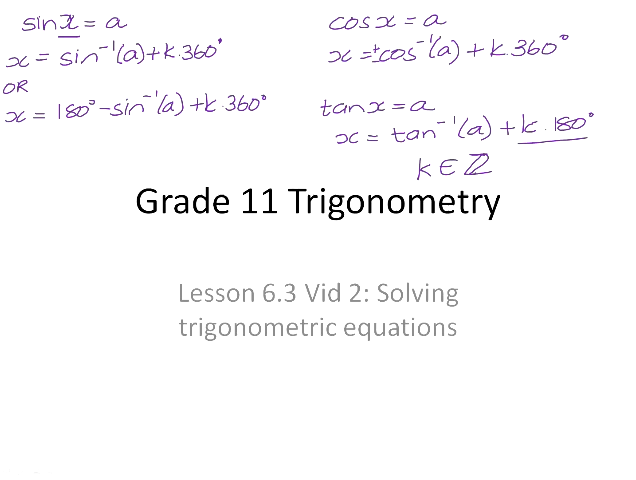 sin x = a
x = sin⁻¹(a) + k.360°
OR
x = 180° - sin⁻¹(a) + k.360°
cos x = a
x = ±cos⁻¹(a) + k.360°
tan x = a
x = tan⁻¹(a) + k.180°
k ∈ ℤ
Grade 11 Trigonometry
Lesson 6.3 Vid 2: Solving
trigonometric equations